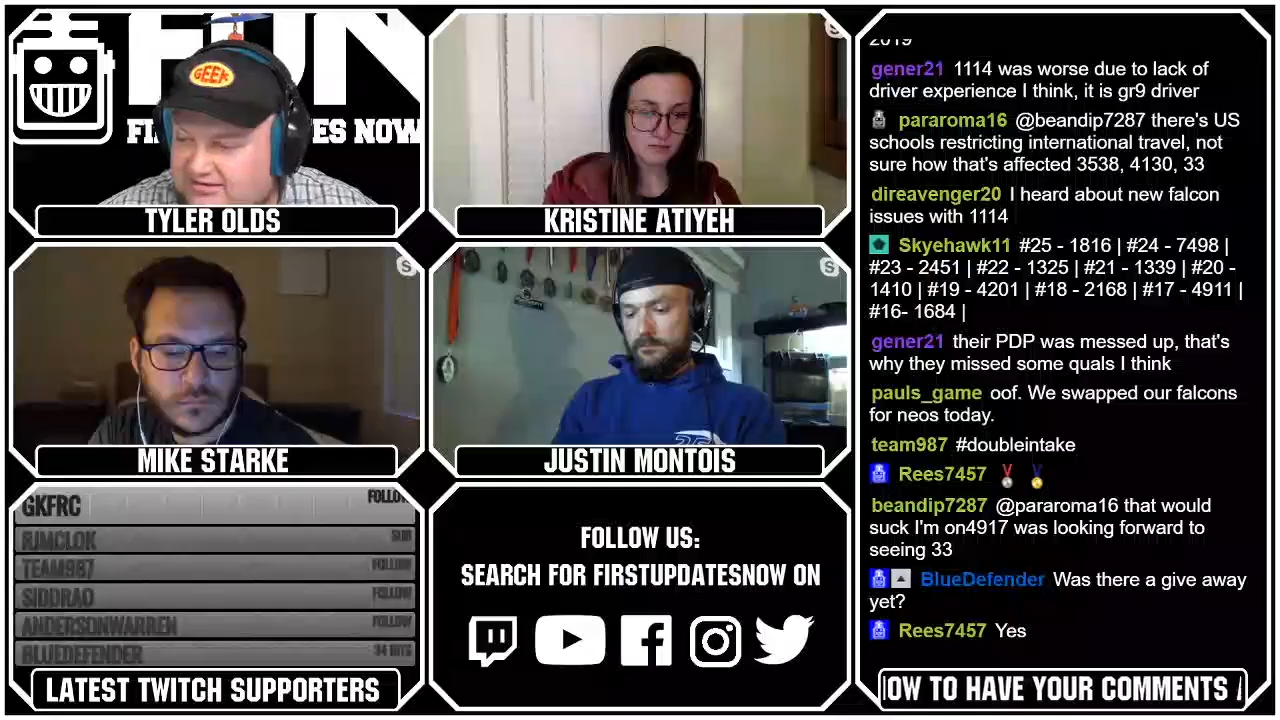 FUN
GEEK
FI
ES NOW
TYLER OLDS
S
KRISTINE ATIYEH
S
MIKE STARKE
S
JUSTIN MONTOIS
GKFRC FOLLOW
RJMCLOK SUB
TEAM987 FOLLOW
SIDDRAO FOLLOW
ANDERSONWARREN FOLLOW
BLUEDEFENDER 34 BITS
LATEST TWITCH SUPPORTERS
FOLLOW US:
SEARCH FOR FIRSTUPDATESNOW ON
2019
gener21 1114 was worse due to lack of
driver experience I think, it is gr9 driver
pararoma16 @beandip7287 there's US
schools restricting international travel, not
sure how that's affected 3538, 4130, 33
direavenger20 I heard about new falcon
issues with 1114
Skyehawk11 #25 - 1816 | #24 - 7498 |
#23 - 2451 | #22 - 1325 | #21 - 1339 | #20 -
1410 | #19 - 4201 | #18 - 2168 | #17 - 4911 |
#16- 1684 |
gener21 their PDP was messed up, that's
why they missed some quals I think
pauls_game oof. We swapped our falcons
for neos today.
team987 #doubleintake
Rees7457
beandip7287 @pararoma16 that would
suck I'm on4917 was looking forward to
seeing 33
BlueDefender Was there a give away
yet?
Rees7457 Yes
OW TO HAVE YOUR COMMENTS